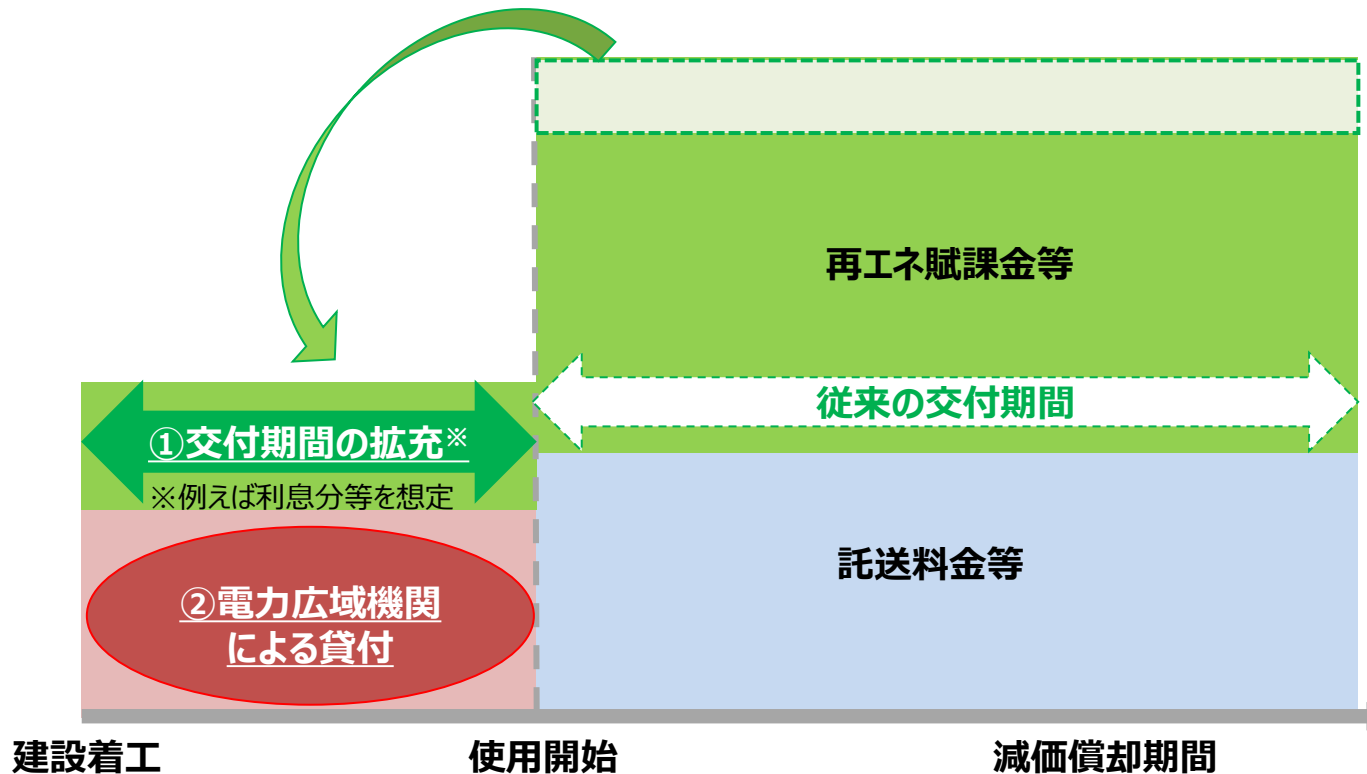 再エネ賦課金等
従来の交付期間
①交付期間の拡充※
※例えば利息分等を想定
託送料金等
②電力広域機関
による貸付
建設着工
使用開始
減価償却期間